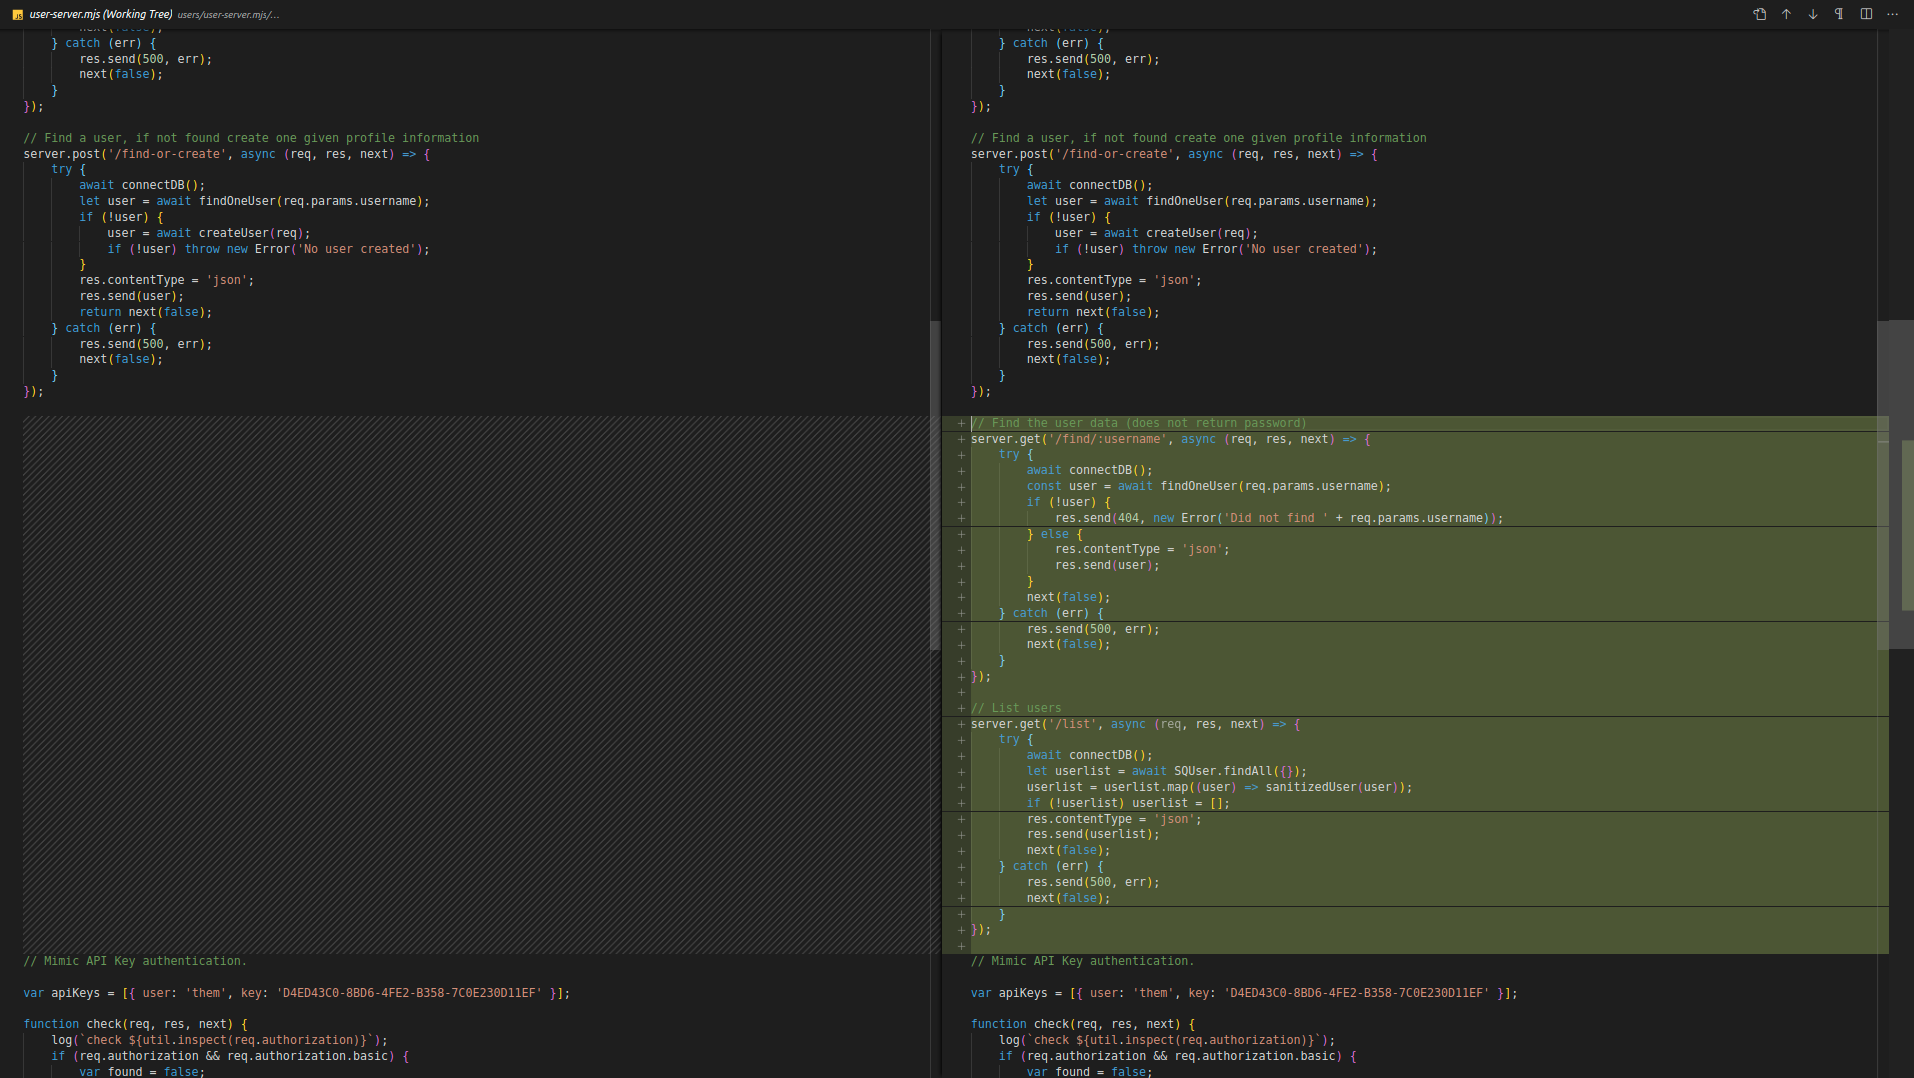 user-server.mjs (Working Tree) users/user-server.mjs/...
} catch (err) {
res.send(500, err);
next(false);
}
});
// Find a user, if not found create one given profile information
server.post('/find-or-create', async (req, res, next) => {
try {
await connectDB();
let user = await findOneUser(req.params.username);
if (!user) {
user = await createUser(req);
if (!user) throw new Error('No user created');
}
res.contentType = 'json';
res.send(user);
return next(false);
} catch (err) {
res.send(500, err);
next(false);
}
});
// Mimic API Key authentication.
var apiKeys = [{ user: 'them', key: 'D4ED43C0-8BD6-4FE2-B358-7C0E230D11EF' }];
function check(req, res, next) {
log(`check ${util.inspect(req.authorization)}`);
if (req.authorization && req.authorization.basic) {
var found = false;
} catch (err) {
res.send(500, err);
next(false);
}
});
// Find a user, if not found create one given profile information
server.post('/find-or-create', async (req, res, next) => {
try {
await connectDB();
let user = await findOneUser(req.params.username);
if (!user) {
user = await createUser(req);
if (!user) throw new Error('No user created');
}
res.contentType = 'json';
res.send(user);
return next(false);
} catch (err) {
res.send(500, err);
next(false);
}
});
+ // Find the user data (does not return password)
+ server.get('/find/:username', async (req, res, next) => {
+ try {
+ await connectDB();
+ const user = await findOneUser(req.params.username);
+ if (!user) {
+ res.send(404, new Error('Did not find ' + req.params.username));
+ } else {
+ res.contentType = 'json';
+ res.send(user);
+ }
+ next(false);
+ } catch (err) {
+ res.send(500, err);
+ next(false);
+ }
+ });
+
+ // List users
+ server.get('/list', async (req, res, next) => {
+ try {
+ await connectDB();
+ let userlist = await SQUser.findAll({});
+ userlist = userlist.map((user) => sanitizedUser(user));
+ if (!userlist) userlist = [];
+ res.contentType = 'json';
+ res.send(userlist);
+ next(false);
+ } catch (err) {
+ res.send(500, err);
+ next(false);
+ }
+ });
+
// Mimic API Key authentication.
var apiKeys = [{ user: 'them', key: 'D4ED43C0-8BD6-4FE2-B358-7C0E230D11EF' }];
function check(req, res, next) {
log(`check ${util.inspect(req.authorization)}`);
if (req.authorization && req.authorization.basic) {
var found = false;